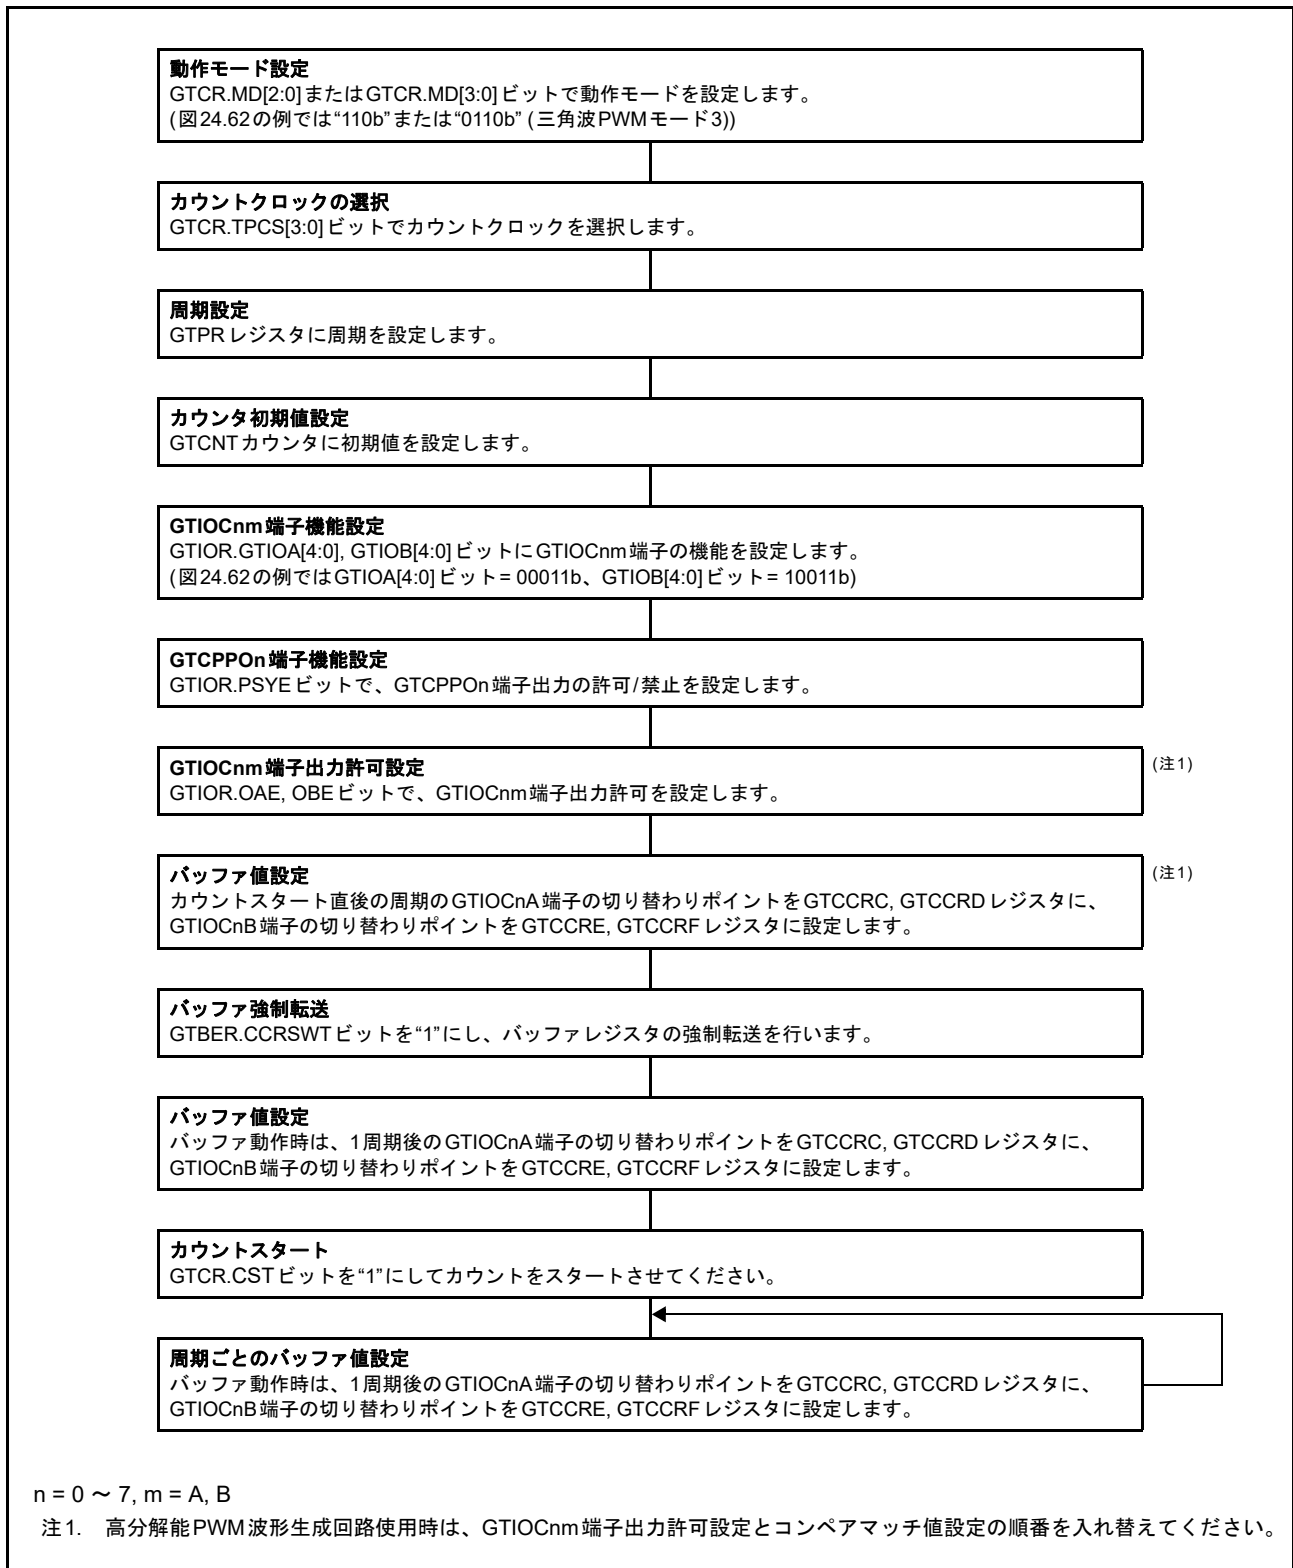 動作モード設定
GTCR.MD[2:0]またはGTCR.MD[3:0]ビットで動作モードを設定します。
(図24.62の例では“110b”または“0110b” (三角波PWMモード3))
カウントクロックの選択
GTCR.TPCS[3:0]ビットでカウントクロックを選択します。
周期設定
GTPRレジスタに周期を設定します。
カウンタ初期値設定
GTCNTカウンタに初期値を設定します。
GTIOCnm端子機能設定
GTIOR.GTIOA[4:0], GTIOB[4:0]ビットにGTIOCnm端子の機能を設定します。
(図24.62の例ではGTIOA[4:0]ビット= 00011b、GTIOB[4:0]ビット= 10011b)
GTCPPOn端子機能設定
GTIOR.PSYEビットで、GTCPPOn端子出力の許可/禁止を設定します。
GTIOCnm端子出力許可設定 (注1)
GTIOR.OAE, OBEビットで、GTIOCnm端子出力許可を設定します。
バッファ値設定 (注1)
カウントスタート直後の周期のGTIOCnA端子の切り替わりポイントをGTCCRC, GTCCRDレジスタに、
GTIOCnB端子の切り替わりポイントをGTCCRE, GTCCRFレジスタに設定します。
バッファ強制転送
GTBER.CCRSWTビットを“1”にし、バッファレジスタの強制転送を行います。
バッファ値設定
バッファ動作時は、1周期後のGTIOCnA端子の切り替わりポイントをGTCCRC, GTCCRDレジスタに、
GTIOCnB端子の切り替わりポイントをGTCCRE, GTCCRFレジスタに設定します。
カウントスタート
GTCR.CSTビットを“1”にしてカウントをスタートさせてください。
周期ごとのバッファ値設定
バッファ動作時は、1周期後のGTIOCnA端子の切り替わりポイントをGTCCRC, GTCCRDレジスタに、
GTIOCnB端子の切り替わりポイントをGTCCRE, GTCCRFレジスタに設定します。
n = 0 ～ 7, m = A, B
注1. 高分解能PWM波形生成回路使用時は、GTIOCnm端子出力許可設定とコンペアマッチ値設定の順番を入れ替えてください。